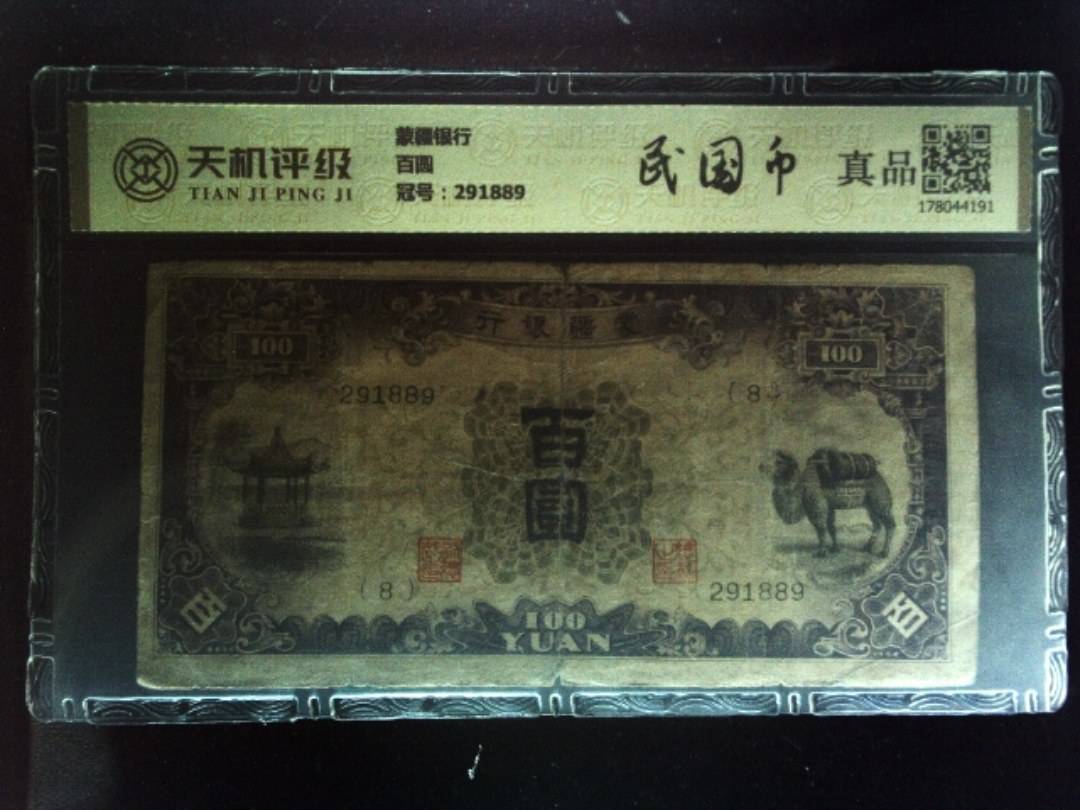 天机评级
TIAN JI PING JI
蒙疆银行
百圆
冠号：291889
民国币
真品
178044191
行銀疆蒙
100
100
291889
(8)
百圓
(8)
291889
百
100
YUAN
百